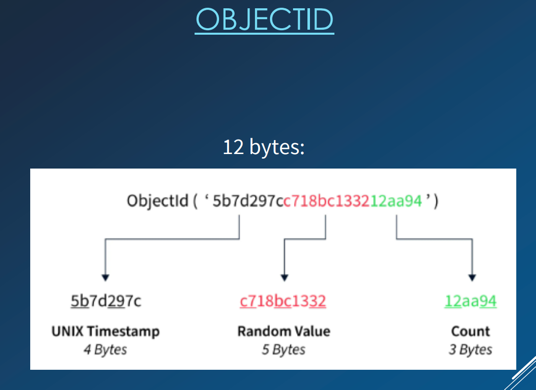 OBJECTID
12 bytes:
ObjectId ( ‘ 5b7d297cc718bc133212aa94 ’ )
5b7d297c c718bc1332 12aa94
UNIX Timestamp Random Value Count
4 Bytes 5 Bytes 3 Bytes